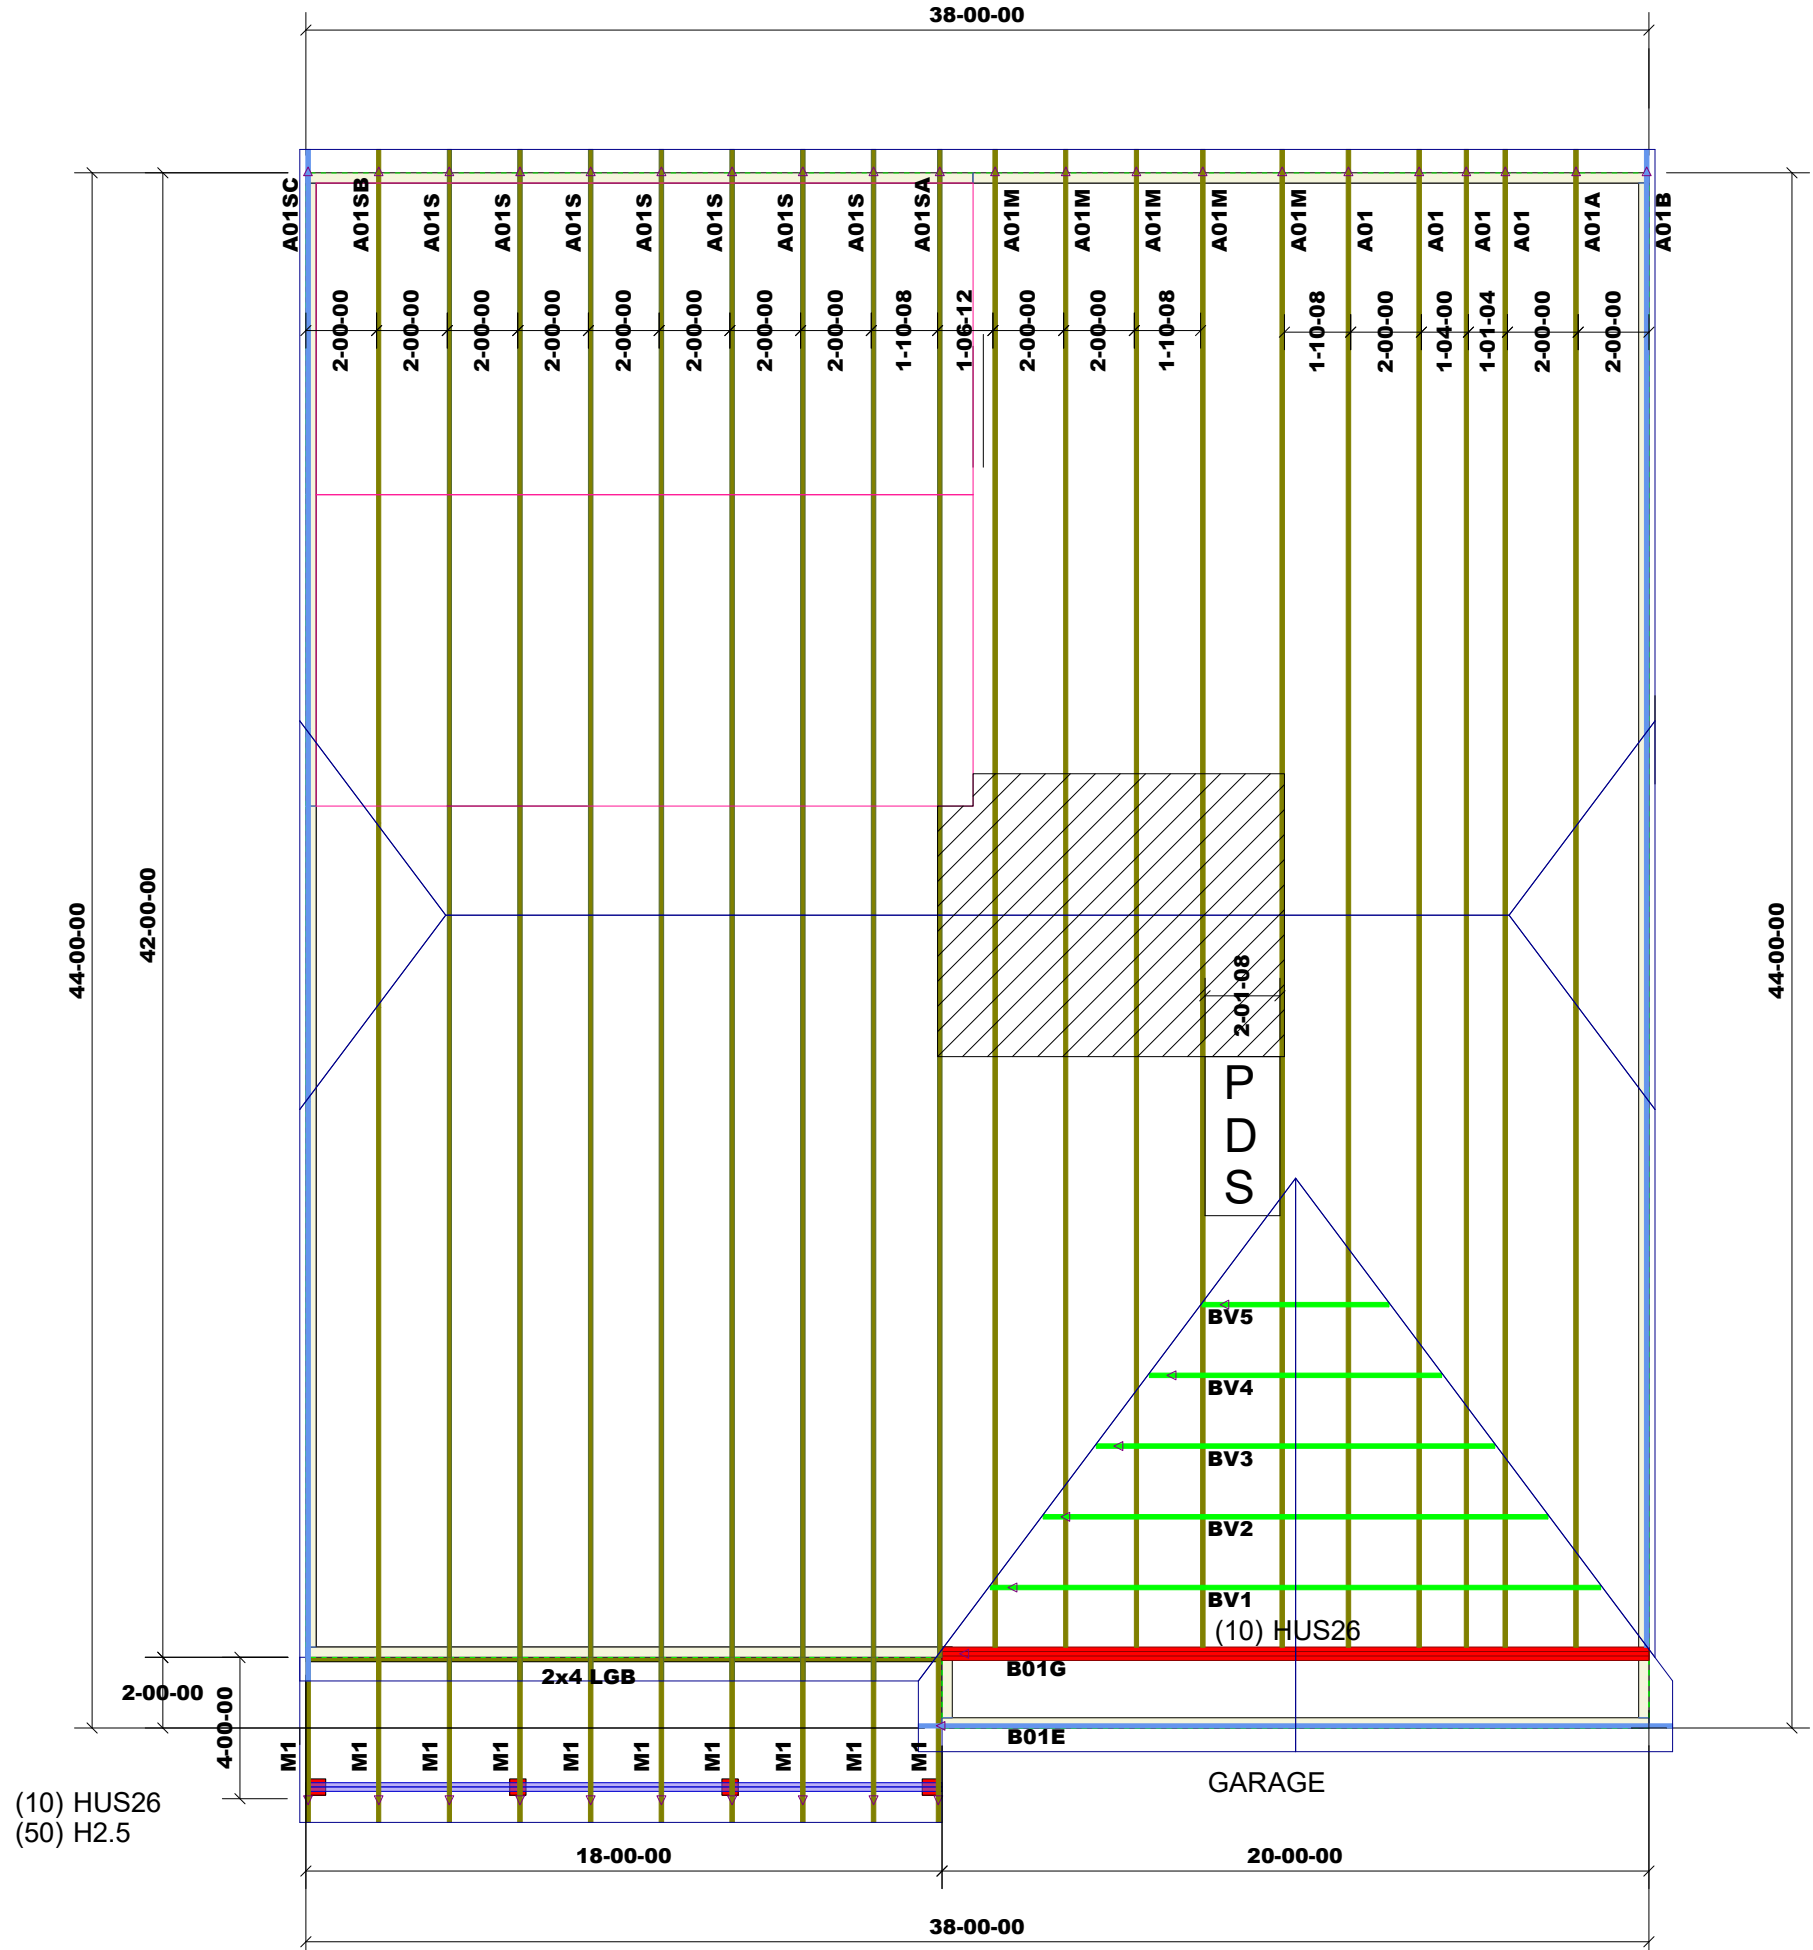 38-00-00
A01SC
A01SB
A01S
A01S
A01S
A01S
A01S
A01S
A01S
A01SA
A01M
A01M
A01M
A01M
A01M
A01
A01
A01
A01
A01A
A01B
2-00-00
2-00-00
2-00-00
2-00-00
2-00-00
2-00-00
2-00-00
2-00-00
1-10-08
1-06-12
2-00-00
2-00-00
1-10-08
1-10-08
2-00-00
1-04-00
1-01-04
2-00-00
2-00-00
44-00-00
42-00-00
44-00-00
2-01-08
P
D
S
BV5
BV4
BV3
BV2
BV1
(10) HUS26
B01G
2x4 LGB
2-00-00
4-00-00
B01E
M1
M1
M1
M1
M1
M1
M1
M1
M1
M1
GARAGE
(10) HUS26
(50) H2.5
18-00-00
20-00-00
38-00-00